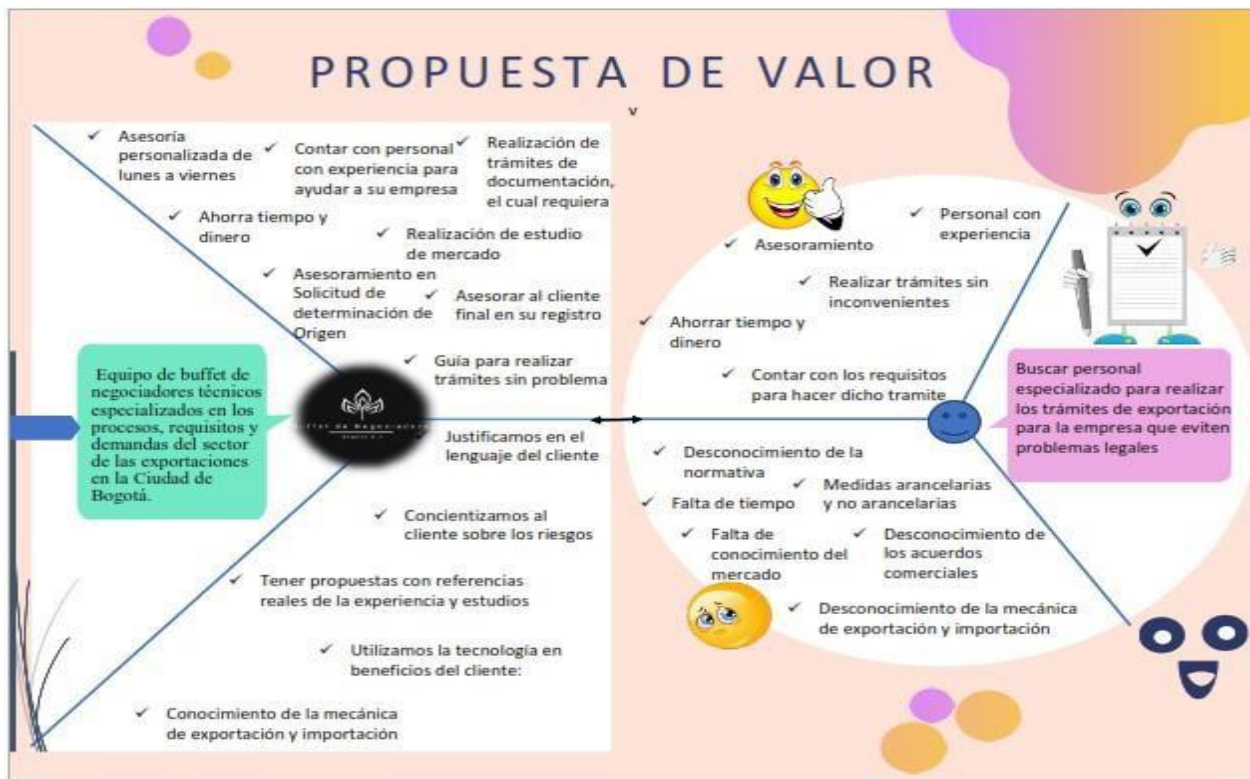 PROPUESTA DE VALOR
v
✓ Asesoría
personalizada de
lunes a viernes
✓ Contar con personal
con experiencia para
ayudar a su empresa
✓ Realización de
trámites de
documentación,
el cual requiera
✓ Ahorra tiempo y
dinero
✓ Realización de estudio
de mercado
✓ Asesoramiento en
Solicitud de
determinación de
Origen
✓ Asesorar al cliente
final en su registro
✓ Guía para realizar
trámites sin problema
Equipo de buffet de
negociadores técnicos
especializados en los
procesos, requisitos y
demandas del sector
de las exportaciones
en la Ciudad de
Bogotá.
✓ Justificamos en el
lenguaje del cliente
✓ Concientizamos al
cliente sobre los riesgos
✓ Tener propuestas con referencias
reales de la experiencia y estudios
✓ Utilizamos la tecnología en
beneficios del cliente:
✓ Conocimiento de la mecánica
de exportación y importación
✓ Personal con
experiencia
✓ Asesoramiento
✓ Realizar trámites sin
inconvenientes
✓ Ahorrar tiempo y
dinero
✓ Contar con los requisitos
para hacer dicho tramite
Buscar personal
especializado para realizar
los trámites de exportación
para la empresa que eviten
problemas legales
✓ Desconocimiento de la
normativa
✓ Medidas arancelarias
y no arancelarias
✓ Falta de tiempo
✓ Falta de
conocimiento del
mercado
✓ Desconocimiento de
los acuerdos
comerciales
✓ Desconocimiento de la mecánica
de exportación y importación